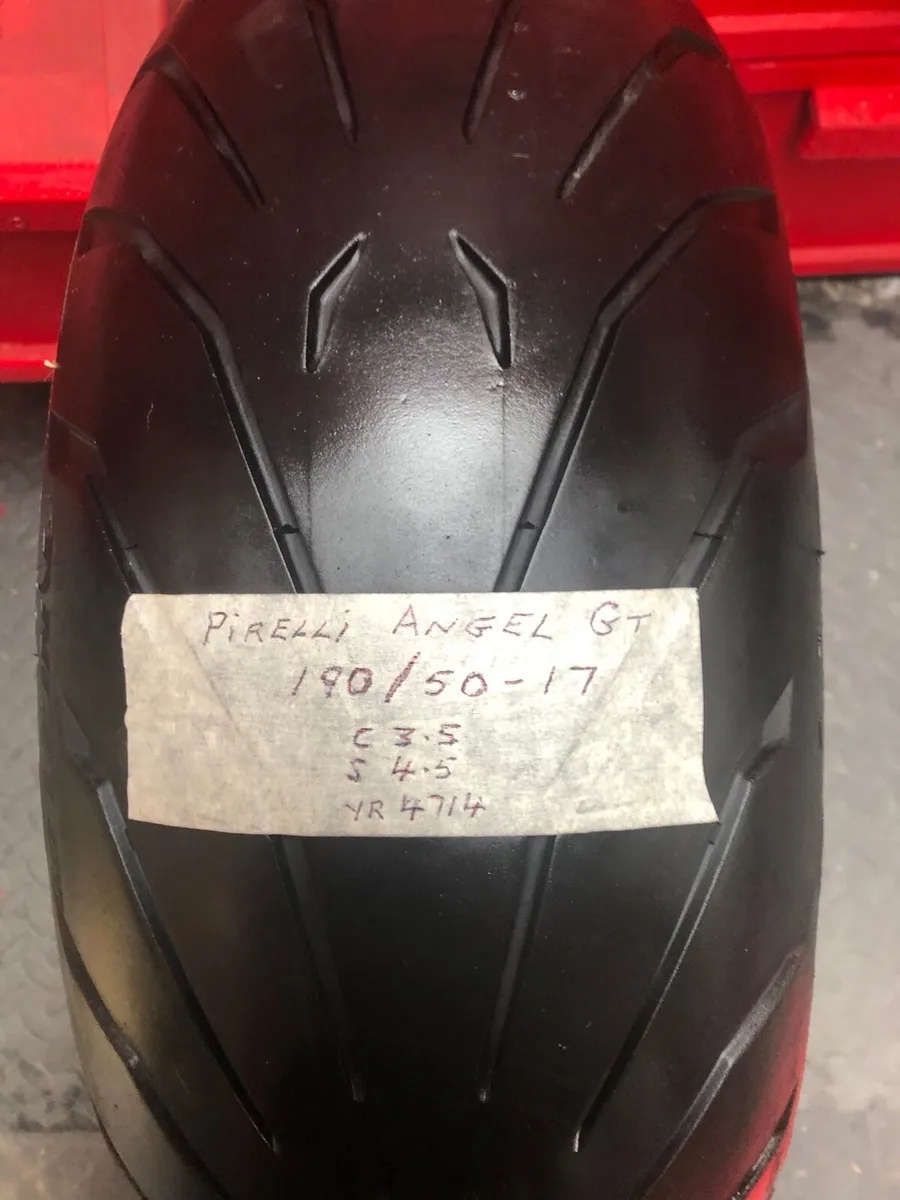 PIRELLI ANGEL GT
190/50-17
C 3.5
S 4.5
YR 4714